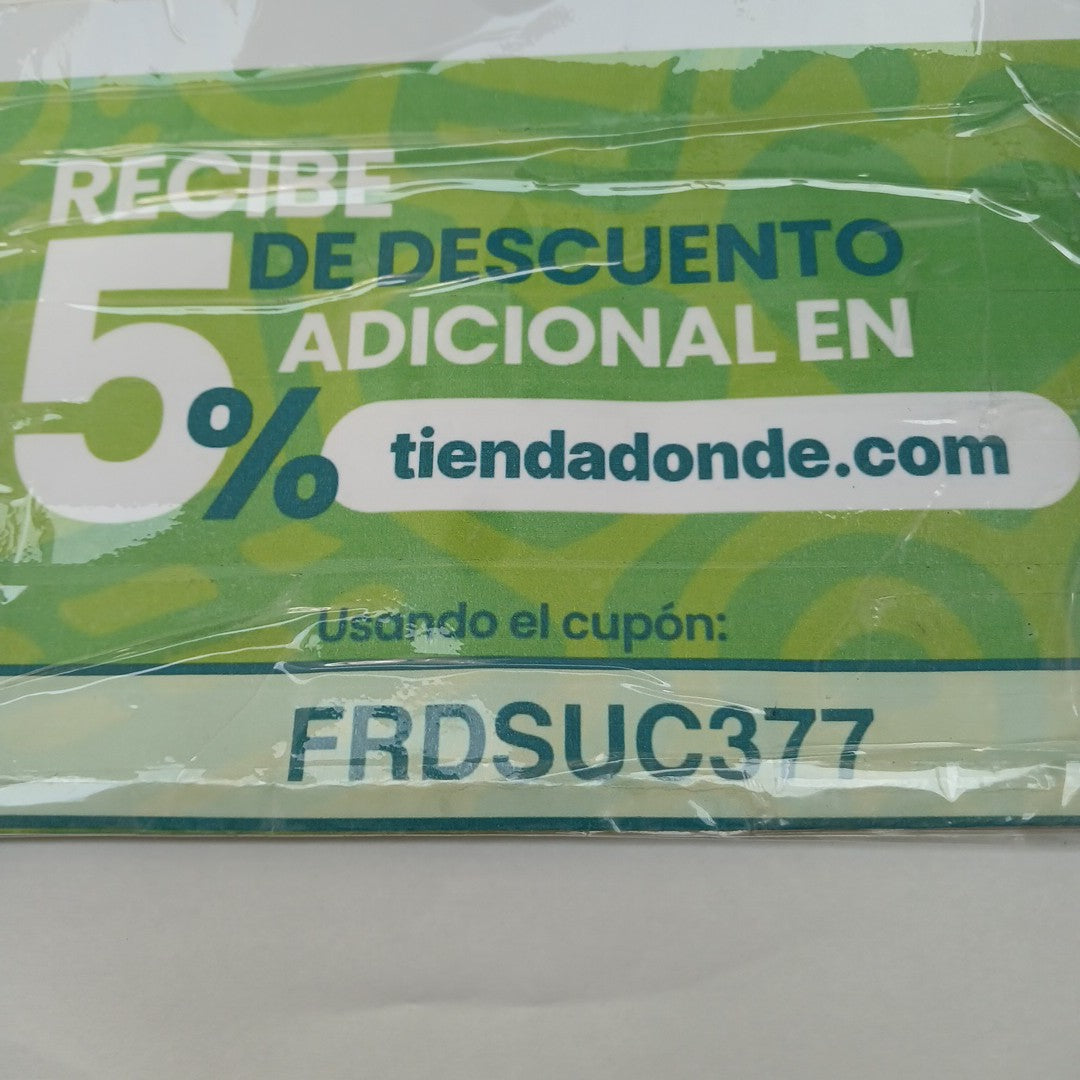 RECIBE
5% DE DESCUENTO
ADICIONAL EN
tiendadonde.com
Usando el cupón:
FRDSUC377